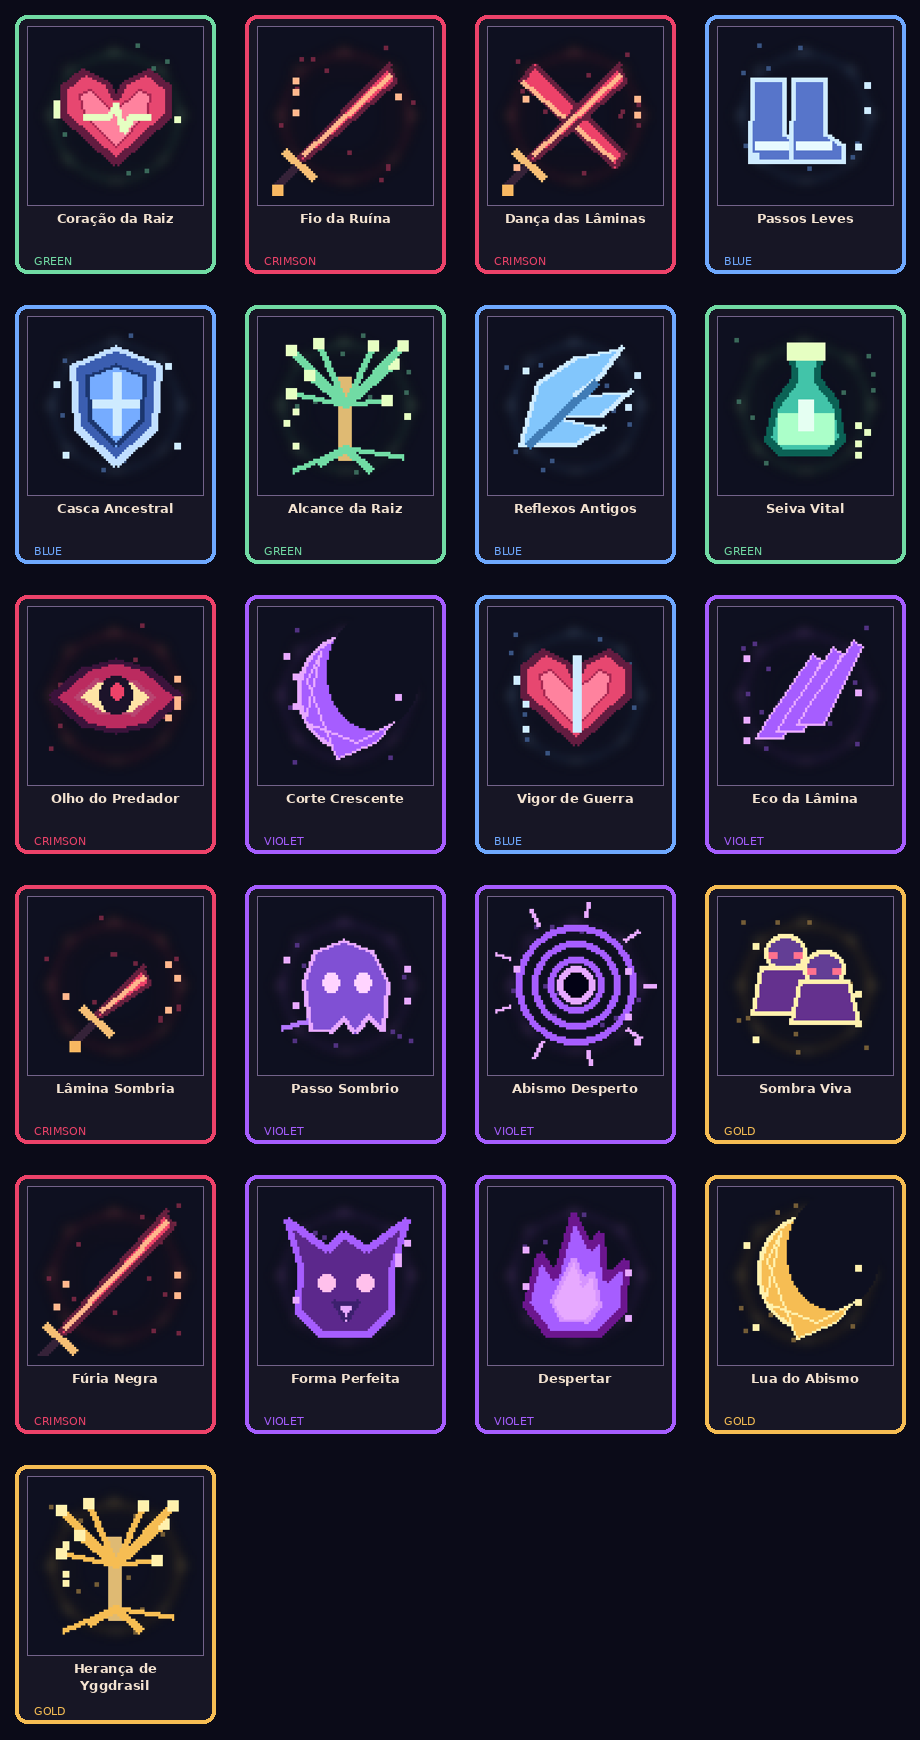 Coração da Raiz
GREEN
Fio da Ruína
CRIMSON
Dança das Lâminas
CRIMSON
Passos Leves
BLUE
Casca Ancestral
BLUE
Alcance da Raiz
GREEN
Reflexos Antigos
BLUE
Seiva Vital
GREEN
Olho do Predador
CRIMSON
Corte Crescente
VIOLET
Vigor de Guerra
BLUE
Eco da Lâmina
VIOLET
Lâmina Sombria
CRIMSON
Passo Sombrio
VIOLET
Abismo Desperto
VIOLET
Sombra Viva
GOLD
Fúria Negra
CRIMSON
Forma Perfeita
VIOLET
Despertar
VIOLET
Lua do Abismo
GOLD
Herança de
Yggdrasil
GOLD